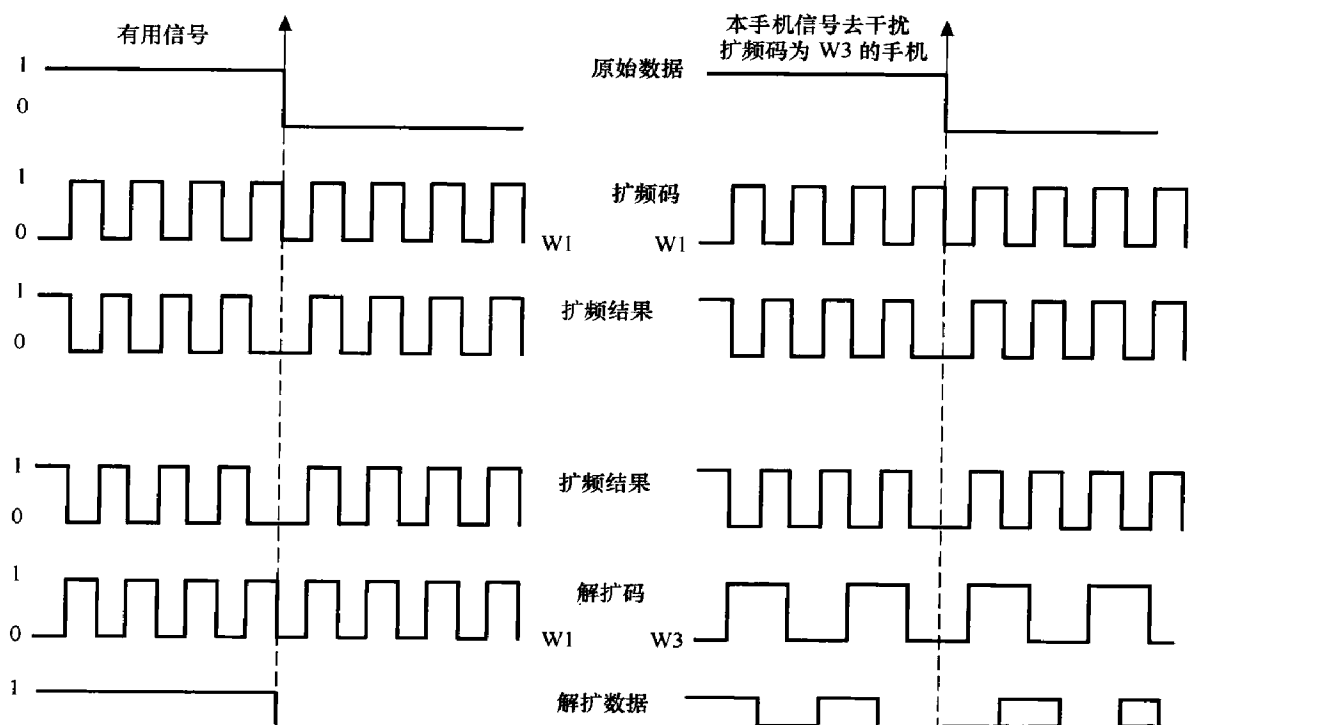 有用信号
本手机信号去干扰
扩频码为 W3 的手机
1
0
原始数据
1
0
扩频码
W1
W1
1
0
扩频结果
1
0
扩频结果
1
0
解扩码
W1
W3
1
解扩数据